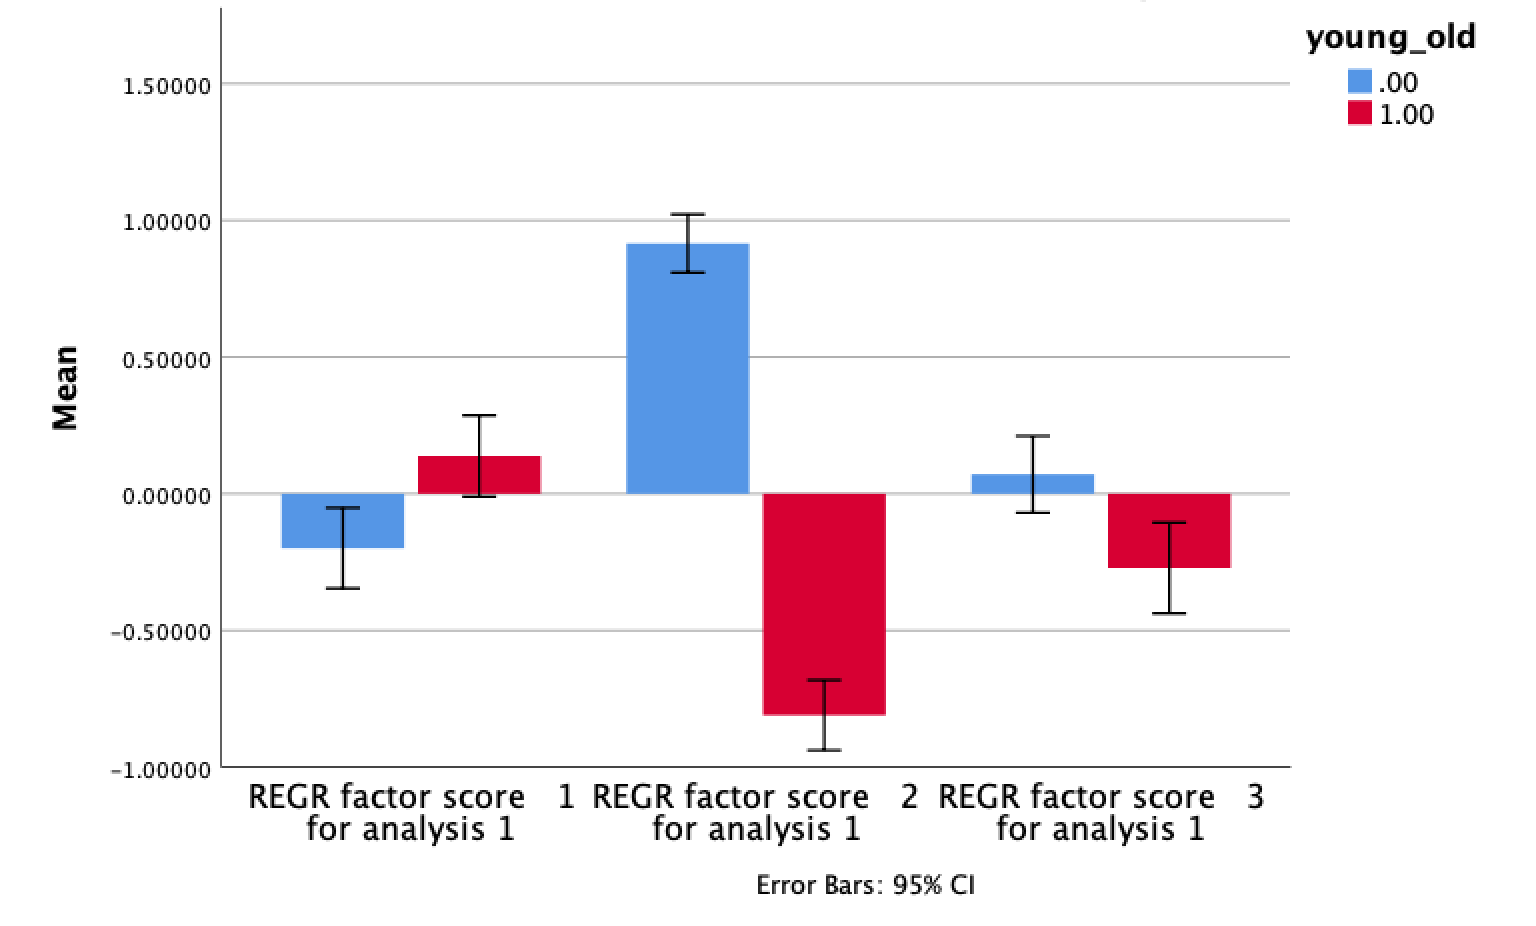 young_old
.00
1.00
1.50000
1.00000
0.50000
0.00000
-0.50000
-1.00000
Mean
REGR factor score 1
for analysis 1
REGR factor score 2
for analysis 1
REGR factor score 3
for analysis 1
Error Bars: 95% CI